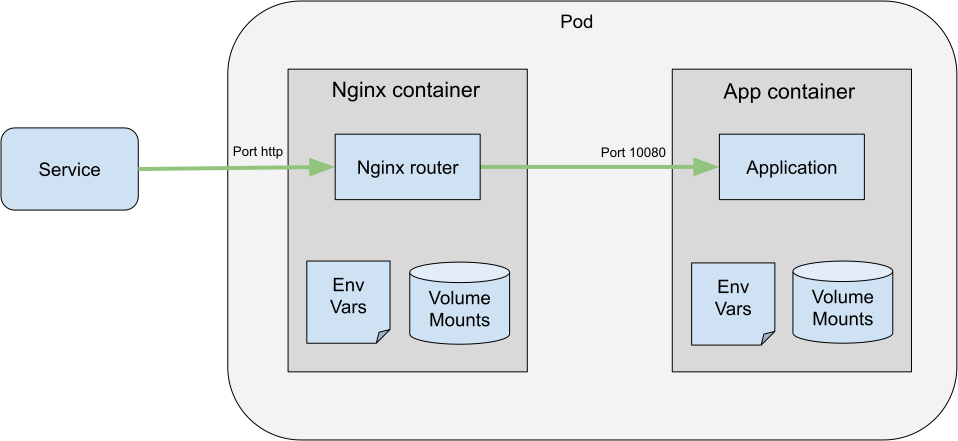 Pod
Nginx container
App container
Service
Port http
Nginx router
Port 10080
Application
Env
Vars
Volume
Mounts
Env
Vars
Volume
Mounts